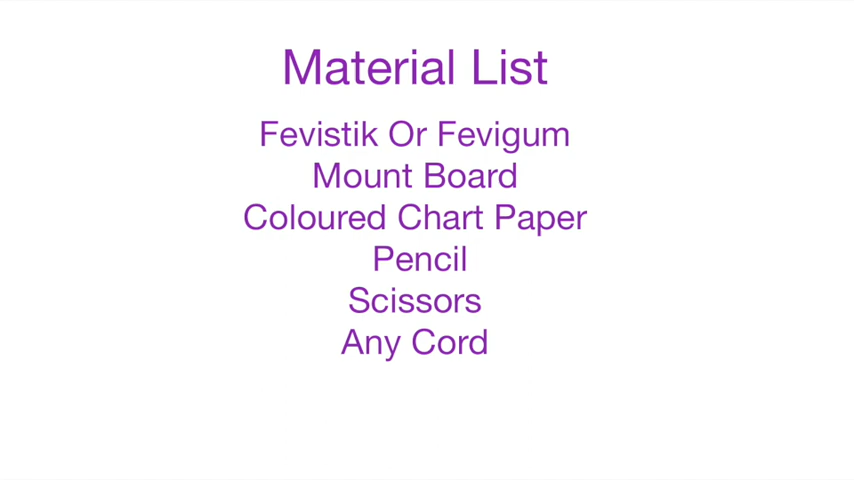 Material List
Fevistik Or Fevigum
Mount Board
Coloured Chart Paper
Pencil
Scissors
Any Cord